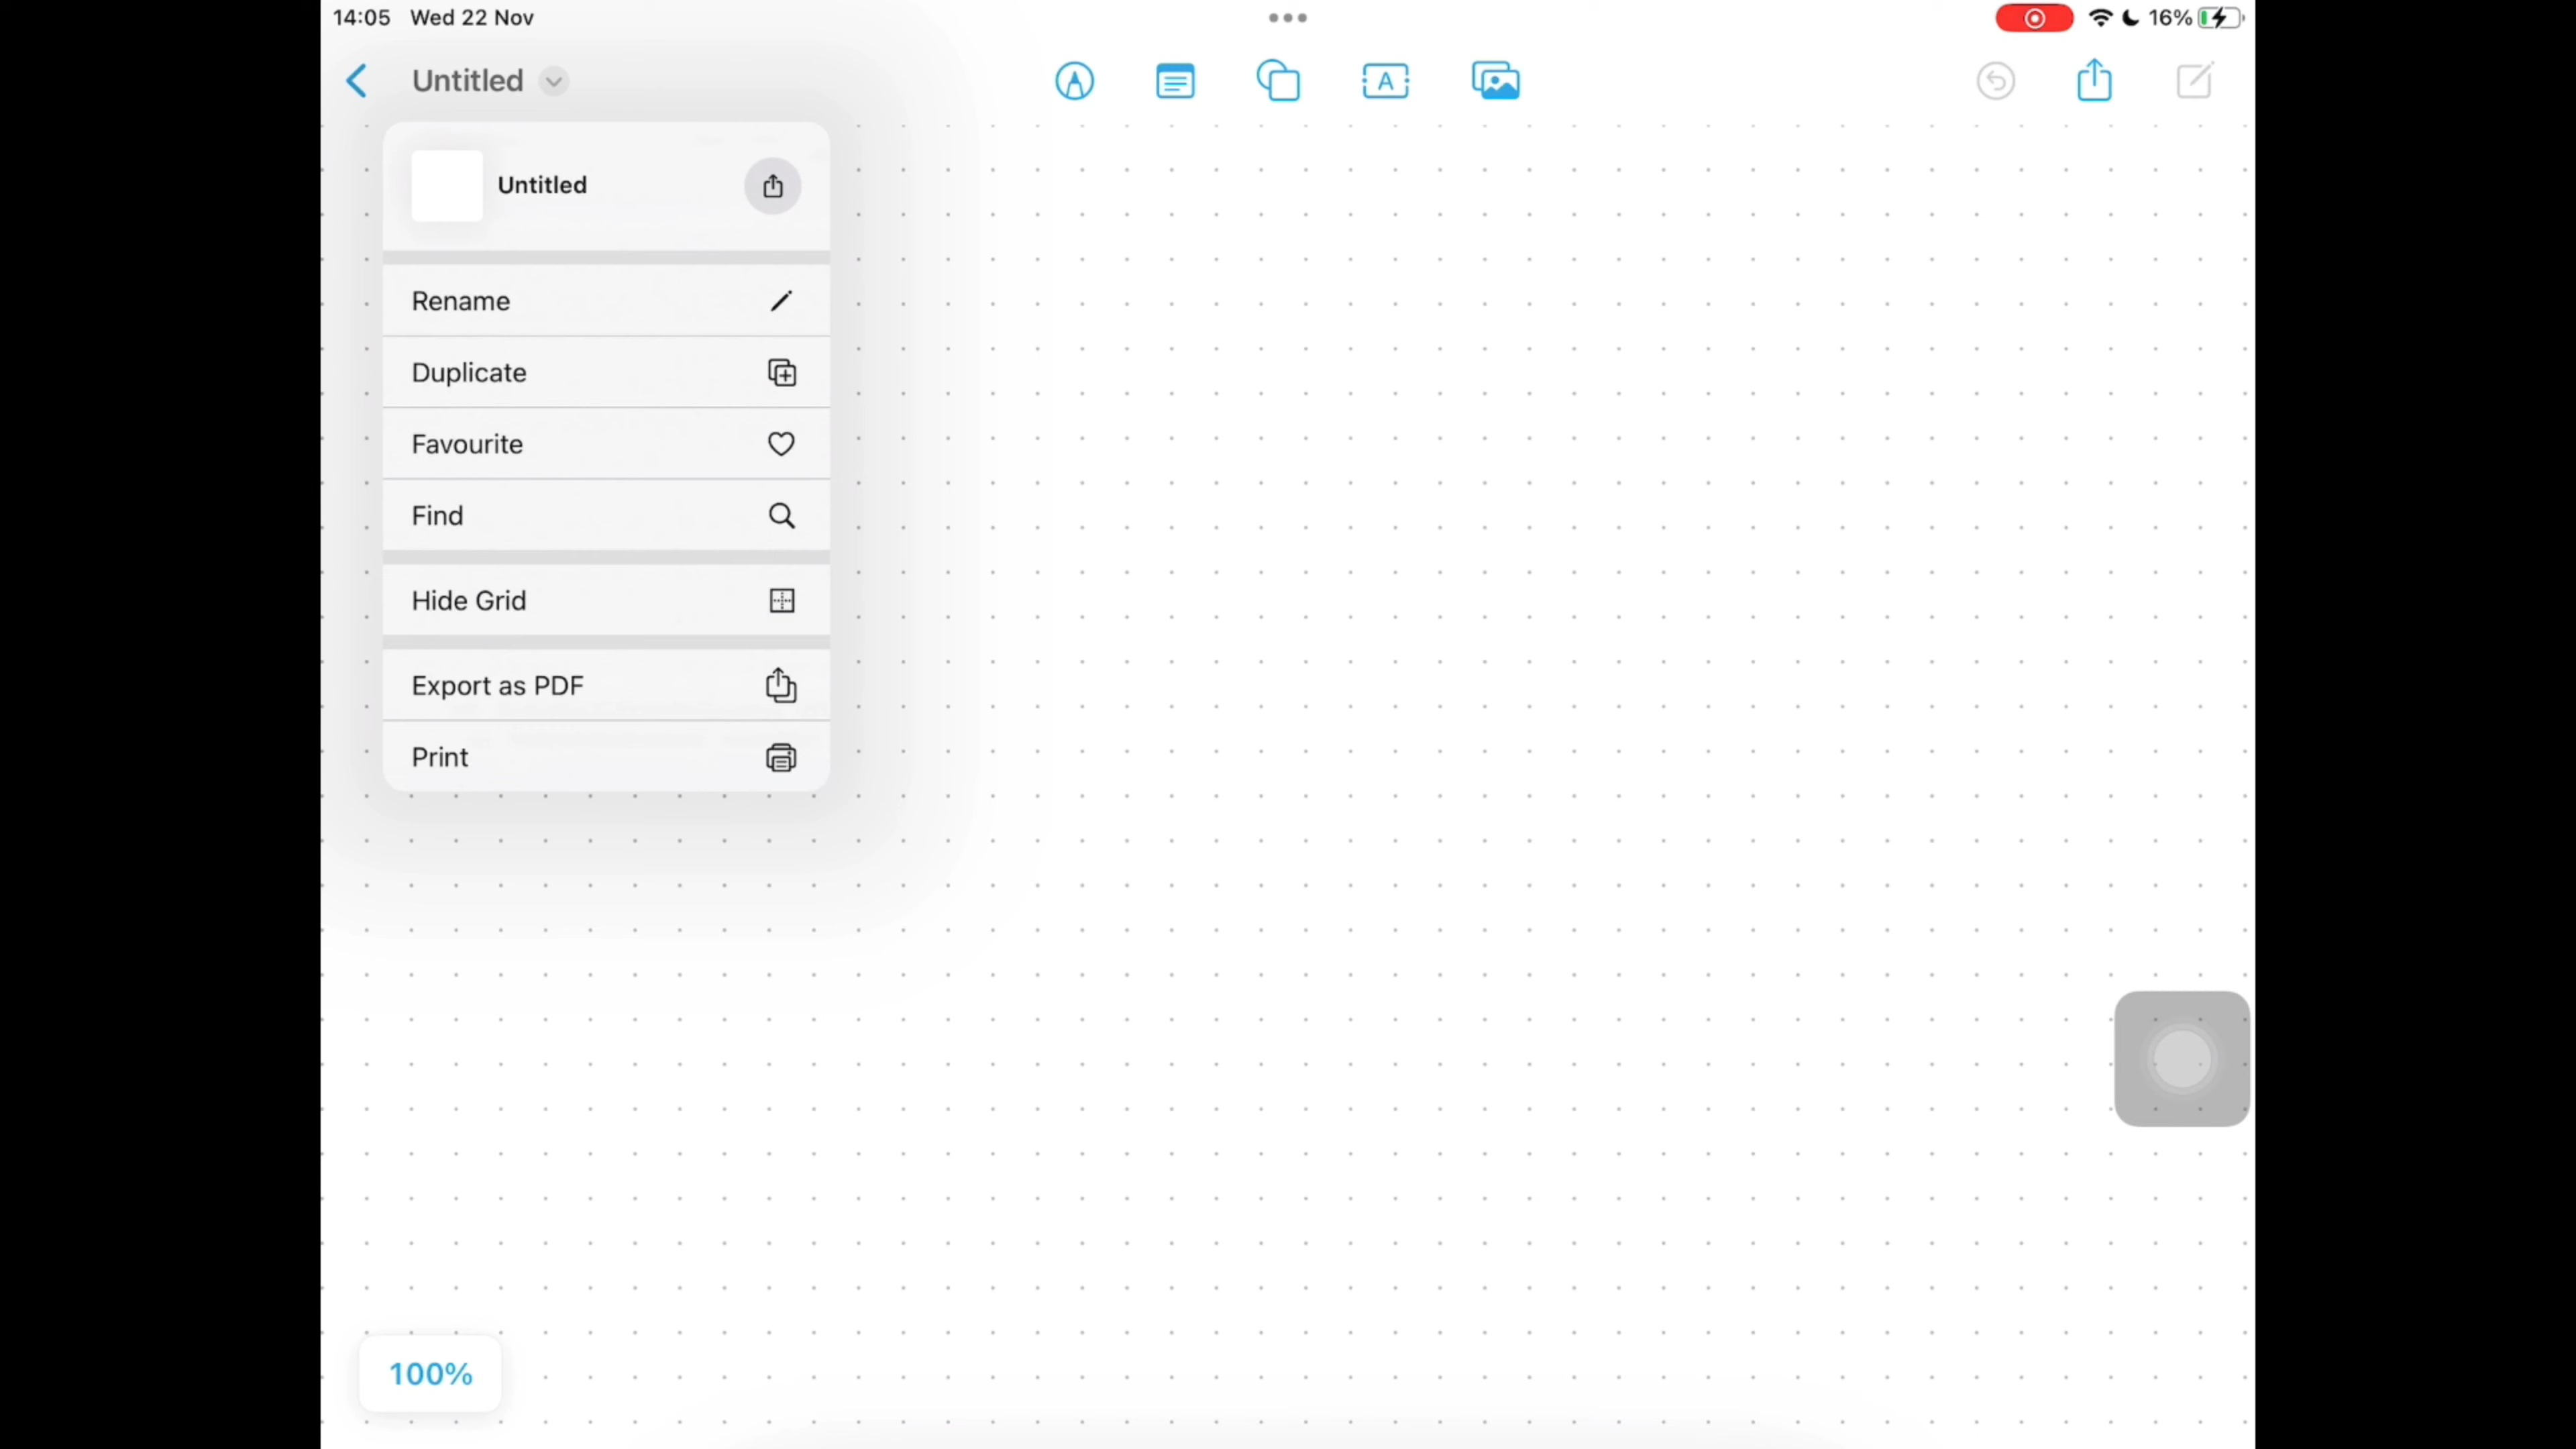 14:05 Wed 22 Nov
16%
Untitled
A
Untitled
Rename
Duplicate
Favourite
Find
Hide Grid
Export as PDF
Print
100%